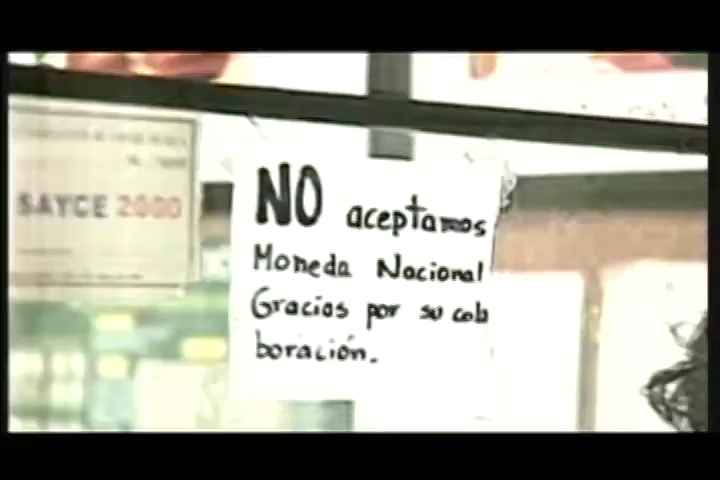 SAYCE 2000
NO aceptamos
Moneda Nacional
Gracias por su cola
boración.